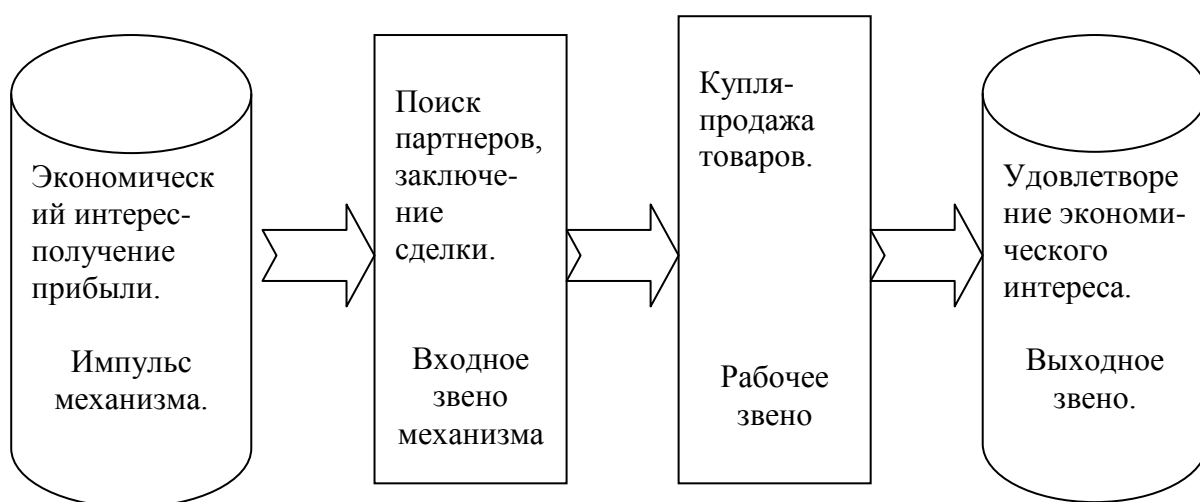 Экономическ
ий интерес-
получение
прибыли.
Импульс
механизма.
Поиск
партнеров,
заключе-
ние
сделки.
Входное
звено
механизма
Купля-
продажа
товаров.
Рабочее
звено
Удовлетворе
ние экономи-
ческого
интереса.
Выходное
звено.